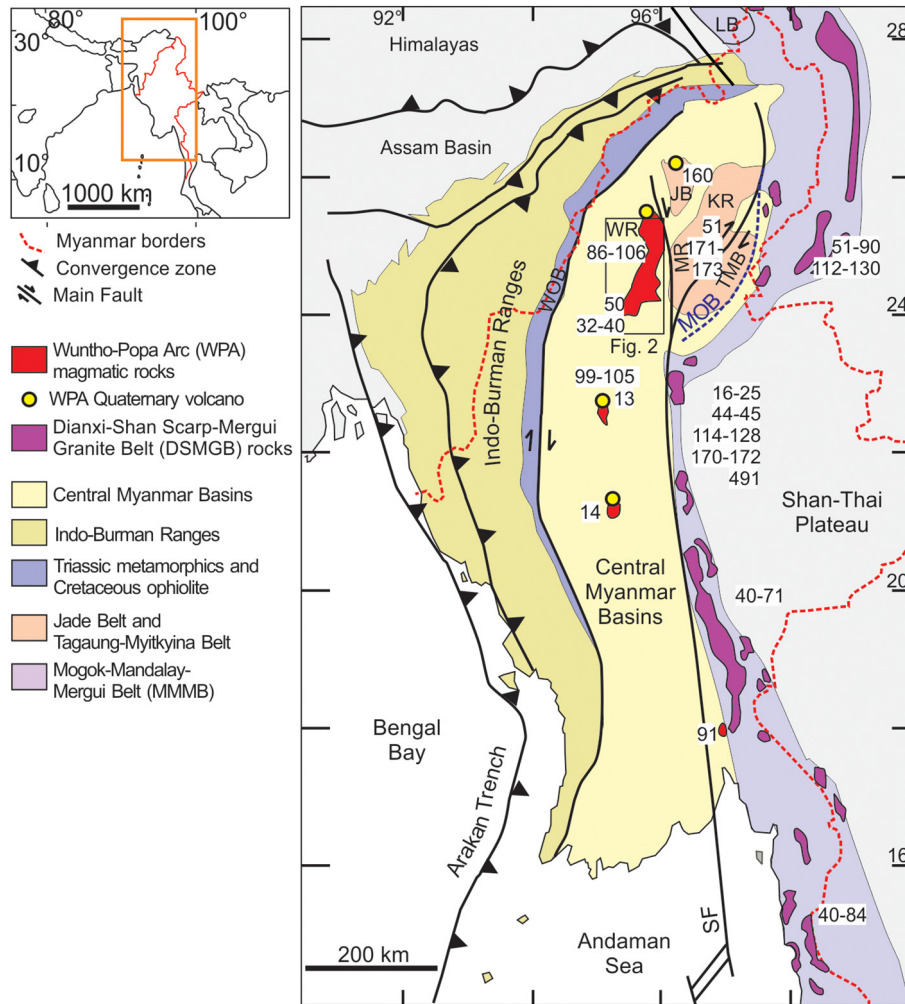 80°
100°
30
10°
1000 km
Myanmar borders
Convergence zone
Main Fault
Wuntho-Popa Arc (WPA)
magmatic rocks
WPA Quaternary volcano
Dianxi-Shan Scarp-Mergui
Granite Belt (DSMGB) rocks
Central Myanmar Basins
Indo-Burman Ranges
Triassic metamorphics and
Cretaceous ophiolite
Jade Belt and
Tagaung-Myitkyina Belt
Mogok-Mandalay-
Mergui Belt (MMMB)
92°
96°
LB
28
Himalayas
Assam Basin
160
JB
KR
WR
86-106
51
171-
173
MR
TMB
51-90
112-130
WOB
MOB
50
32-40
24
Fig. 2
Indo-Burman Ranges
99-105
13
16-25
44-45
114-128
170-172
491
Shan-Thai
Plateau
14
Central
Myanmar
Basins
20
40-71
Bengal
Bay
91
Arakan Trench
16
40-84
SF
Andaman
Sea
200 km